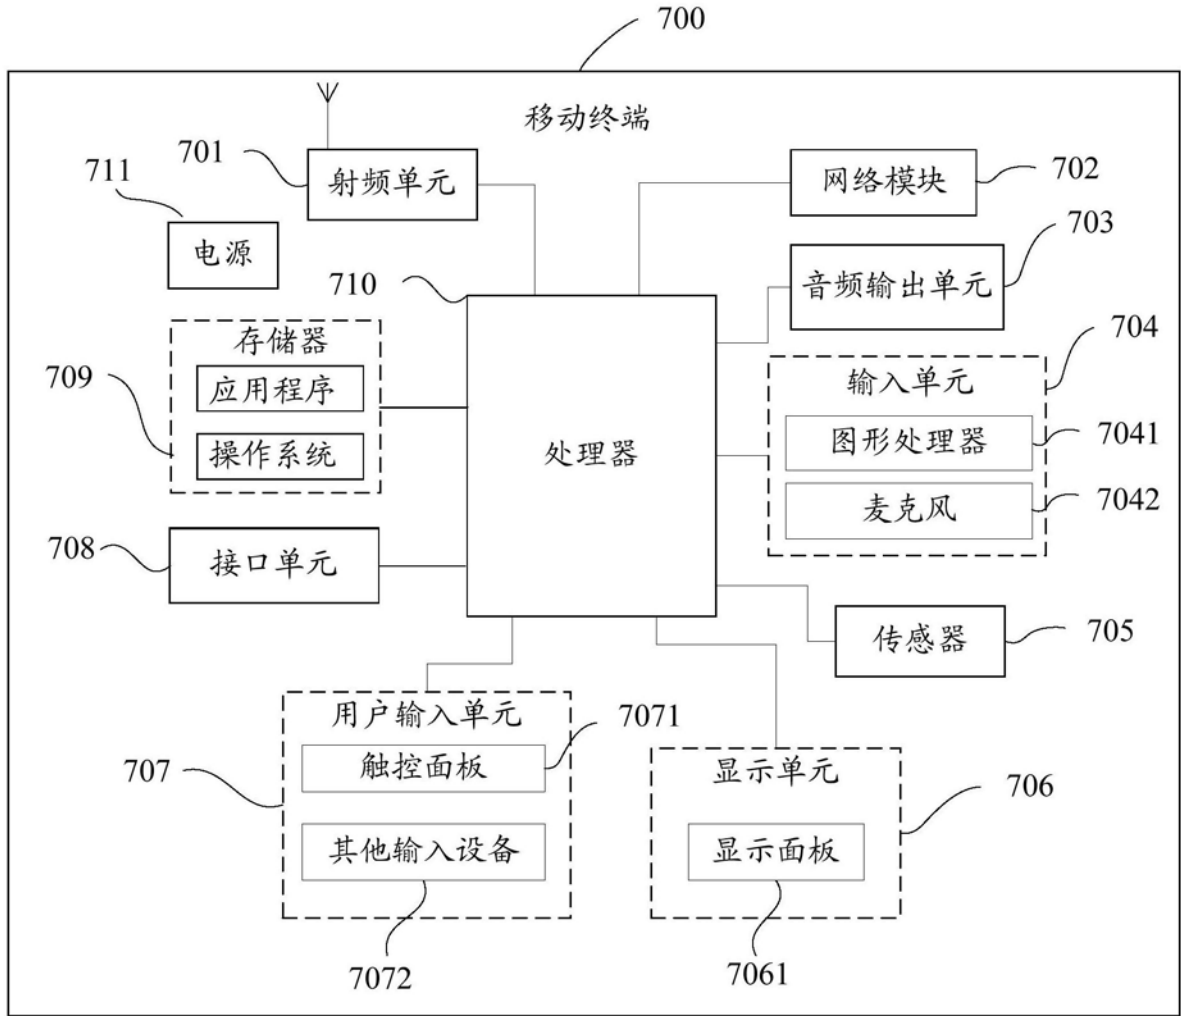 700
移动终端
701
射频单元
网络模块
702
711
电源
703
音频输出单元
710
704
存储器
709
应用程序
操作系统
输入单元
图形处理器
7041
处理器
麦克风
7042
708
接口单元
传感器
705
用户输入单元
7071
707
触控面板
显示单元
706
其他输入设备
显示面板
7072
7061